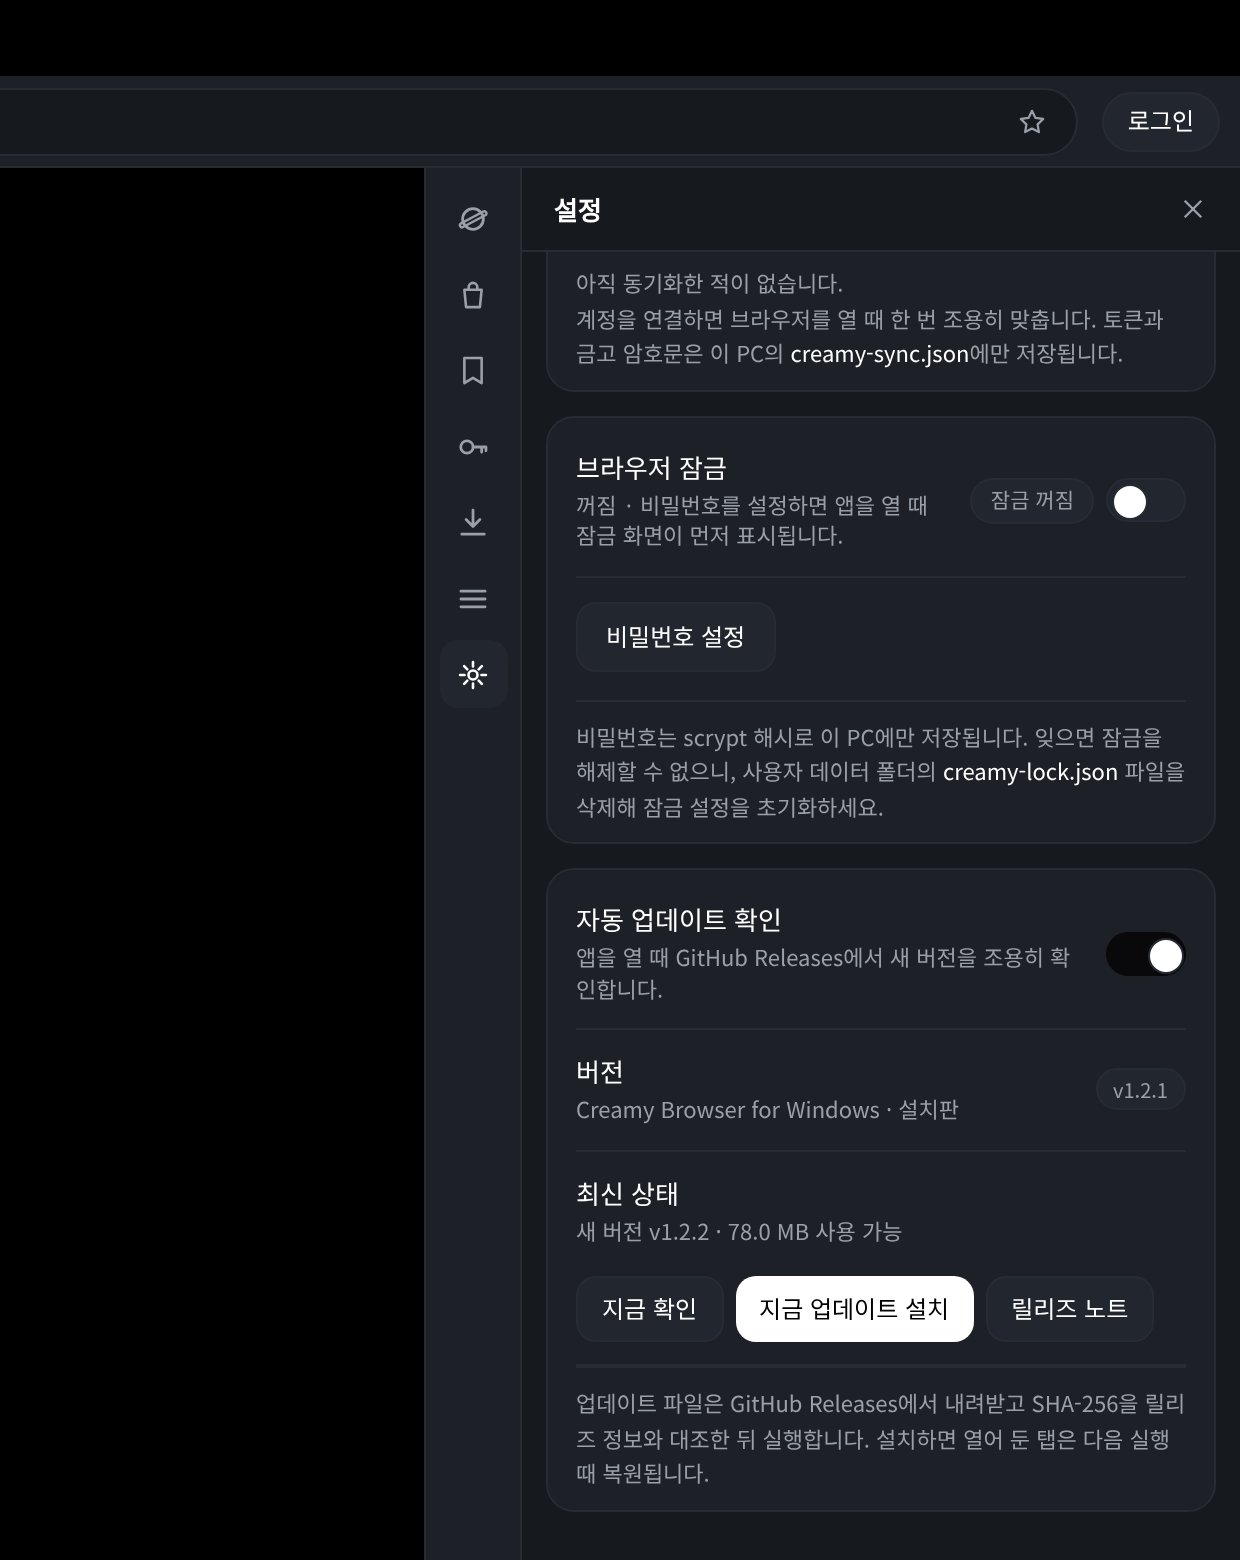 로그인
설정
아직 동기화한 적이 없습니다.
계정을 연결하면 브라우저를 열 때 한 번 조용히 맞춥니다. 토큰과
금고 암호문은 이 PC의 creamy-sync.json에만 저장됩니다.
브라우저 잠금
꺼짐 · 비밀번호를 설정하면 앱을 열 때
잠금 화면이 먼저 표시됩니다.
잠금 꺼짐
비밀번호 설정
비밀번호는 scrypt 해시로 이 PC에만 저장됩니다. 잊으면 잠금을
해제할 수 없으니, 사용자 데이터 폴더의 creamy-lock.json 파일을
삭제해 잠금 설정을 초기화하세요.
자동 업데이트 확인
앱을 열 때 GitHub Releases에서 새 버전을 조용히 확
인합니다.
버전
Creamy Browser for Windows · 설치판
v1.2.1
최신 상태
새 버전 v1.2.2 · 78.0 MB 사용 가능
지금 확인
지금 업데이트 설치
릴리즈 노트
업데이트 파일은 GitHub Releases에서 내려받고 SHA-256을 릴리
즈 정보와 대조한 뒤 실행합니다. 설치하면 열어 둔 탭은 다음 실행
때 복원됩니다.